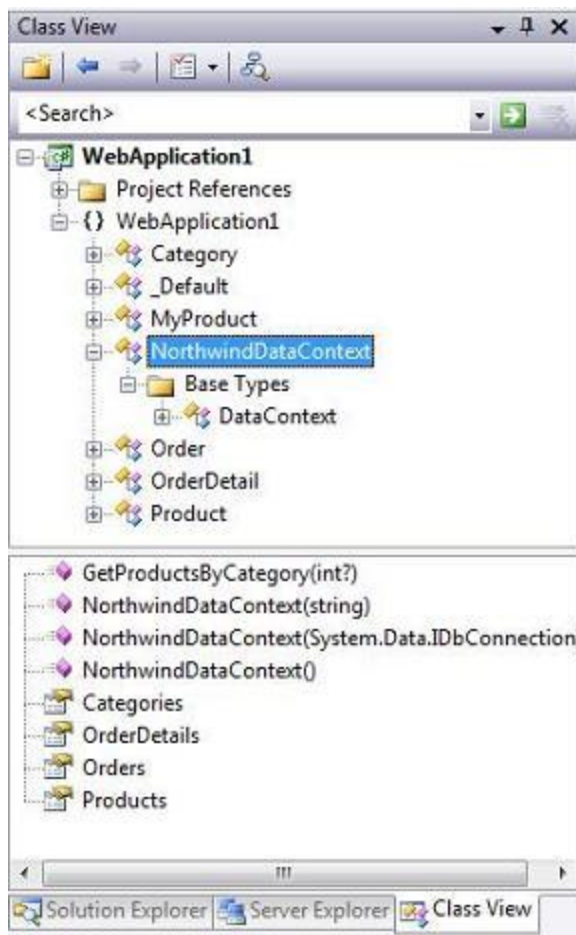 Class View
<Search>
WebApplication1
Project References
{} WebApplication1
Category
_Default
MyProduct
NorthwindDataContext
Base Types
DataContext
Order
OrderDetail
Product
GetProductsByCategory(int?)
NorthwindDataContext(string)
NorthwindDataContext(System.Data.IDbConnection
NorthwindDataContext()
Categories
OrderDetails
Orders
Products
Solution Explorer Server Explorer Class View